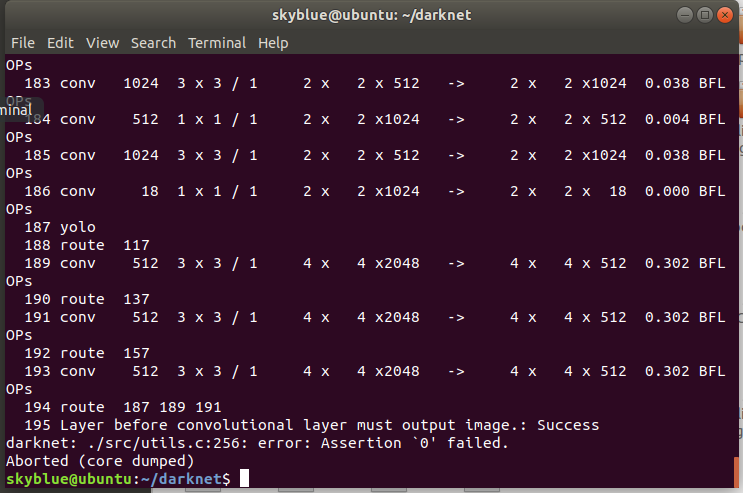 skyblue@ubuntu: ~/darknet
File Edit View Search Terminal Help
OPs
183 conv 1024 3 x 3 / 1 2 x 2 x 512 -> 2 x 2 x1024 0.038 BFL
OPs
minal
184 conv 512 1 x 1 / 1 2 x 2 x1024 -> 2 x 2 x 512 0.004 BFL
OPs
185 conv 1024 3 x 3 / 1 2 x 2 x 512 -> 2 x 2 x1024 0.038 BFL
OPs
186 conv 18 1 x 1 / 1 2 x 2 x1024 -> 2 x 2 x 18 0.000 BFL
OPs
187 yolo
188 route 117
189 conv 512 3 x 3 / 1 4 x 4 x2048 -> 4 x 4 x 512 0.302 BFL
OPs
190 route 137
191 conv 512 3 x 3 / 1 4 x 4 x2048 -> 4 x 4 x 512 0.302 BFL
OPs
192 route 157
193 conv 512 3 x 3 / 1 4 x 4 x2048 -> 4 x 4 x 512 0.302 BFL
OPs
194 route 187 189 191
195 Layer before convolutional layer must output image.: Success
darknet: ./src/utils.c:256: error: Assertion `0' failed.
Aborted (core dumped)
skyblue@ubuntu:~/darknet$